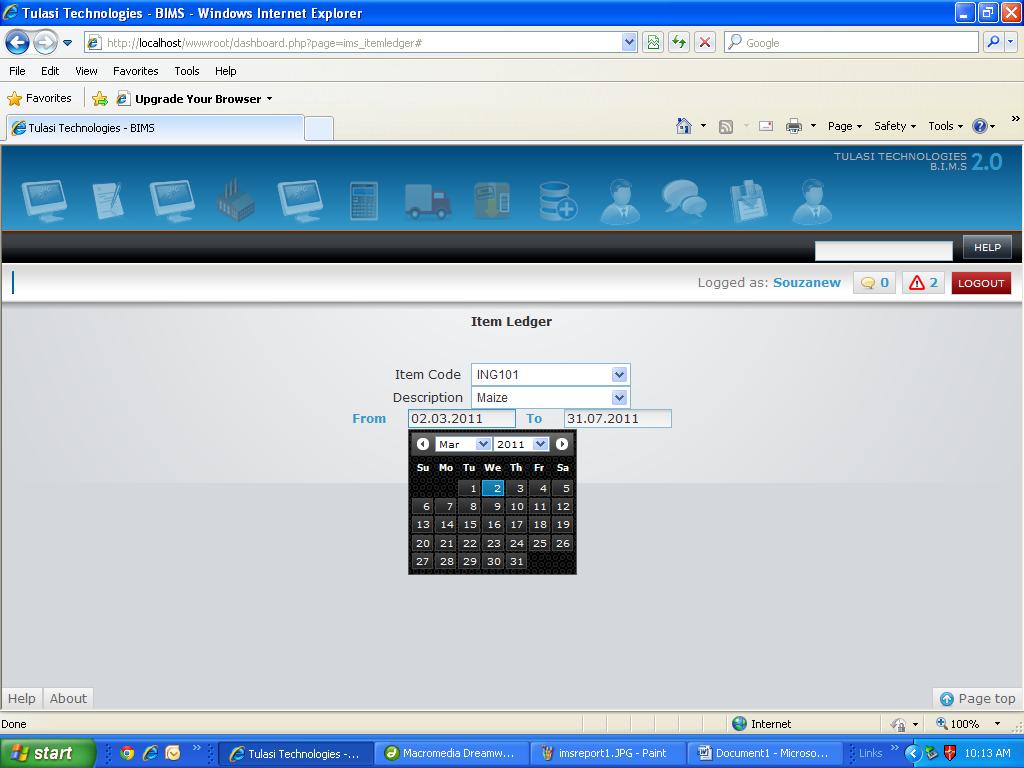 Tulasi Technologies - BIMS - Windows Internet Explorer
http://localhost/wwwroot/dashboard.php?page=ims_itemledger#
Google
File Edit View Favorites Tools Help
Favorites Upgrade Your Browser
Tulasi Technologies - BIMS
Page Safety Tools
TULASI TECHNOLOGIES
B.I.M.S 2.0
HELP
Logged as: Souzanew 0 2 LOGOUT
Item Ledger
Item Code ING101
Description Maize
From 02.03.2011 To 31.07.2011
Mar 2011
Su Mo Tu We Th Fr Sa
1 2 3 4 5
6 7 8 9 10 11 12
13 14 15 16 17 18 19
20 21 22 23 24 25 26
27 28 29 30 31
Help About Page top
Done Internet 100%
start Tulasi Technologies -... Macromedia Dreamw... imsreport1.JPG - Paint Document1 - Microso... Links 10:13 AM